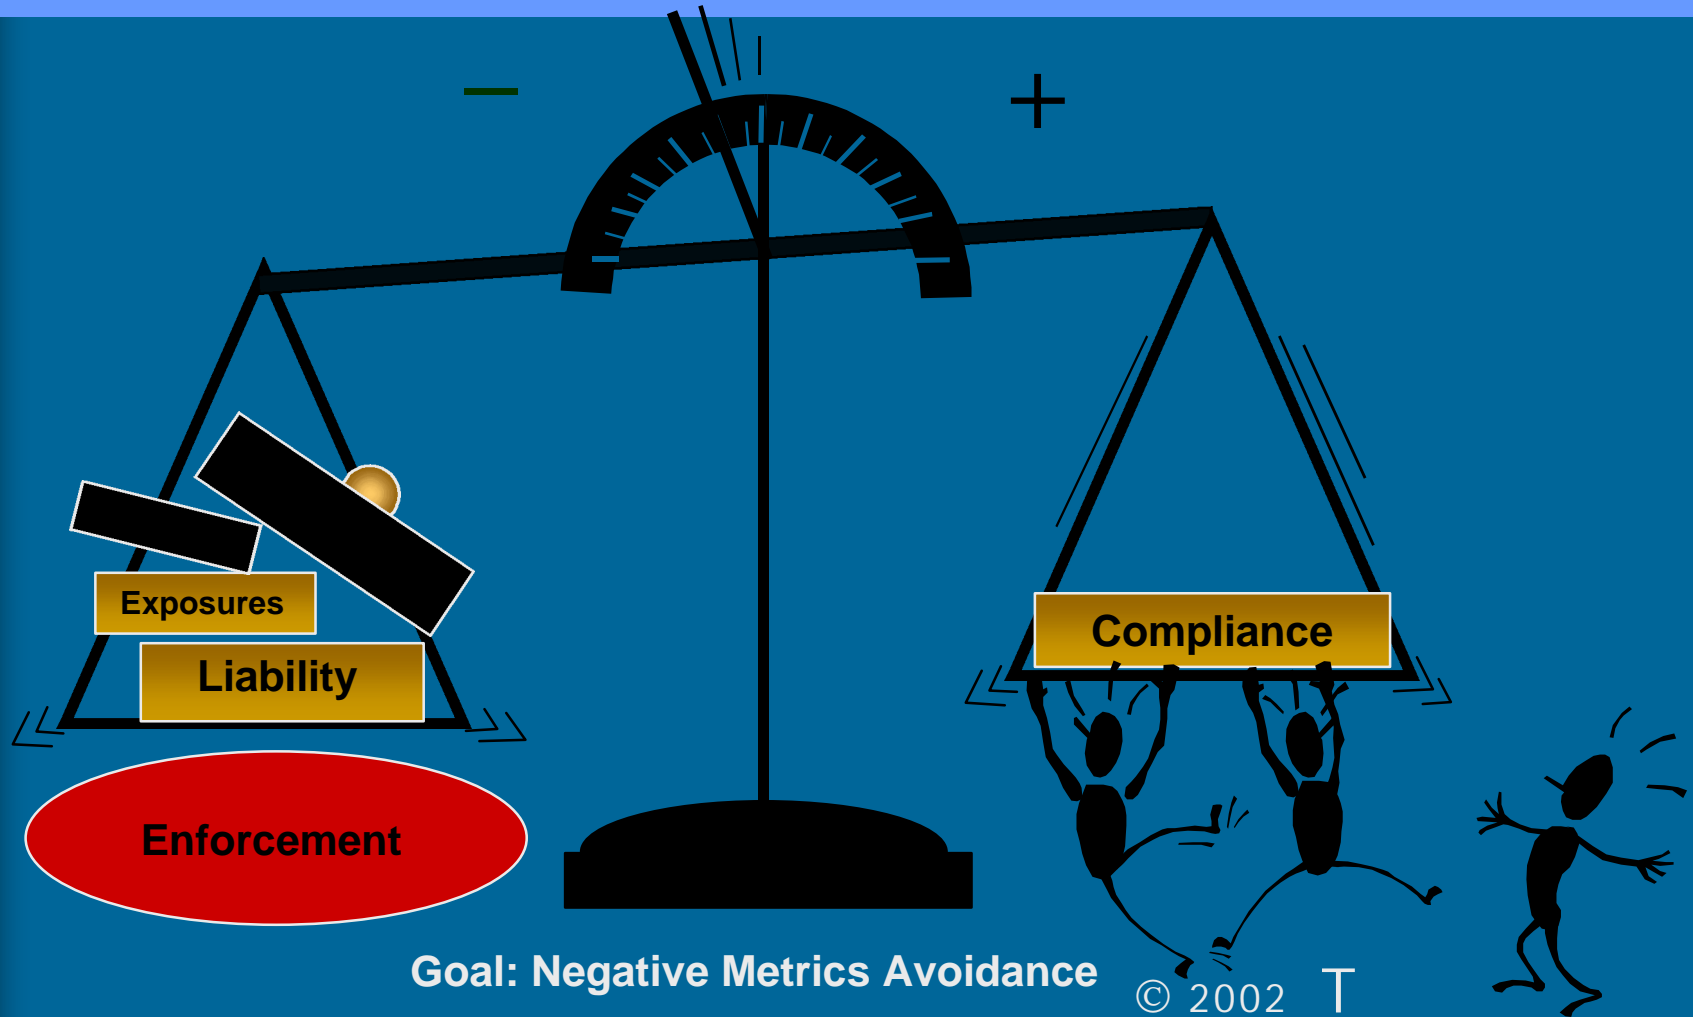 − +
Exposures
Liability
Compliance
Enforcement
Goal: Negative Metrics Avoidance
© 2002 T